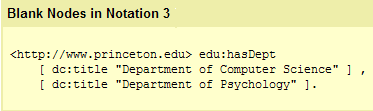 Blank Nodes in Notation 3
<http://www.princeton.edu> edu:hasDept
[ dc:title "Department of Computer Science" ] ,
[ dc:title "Department of Psychology" ].